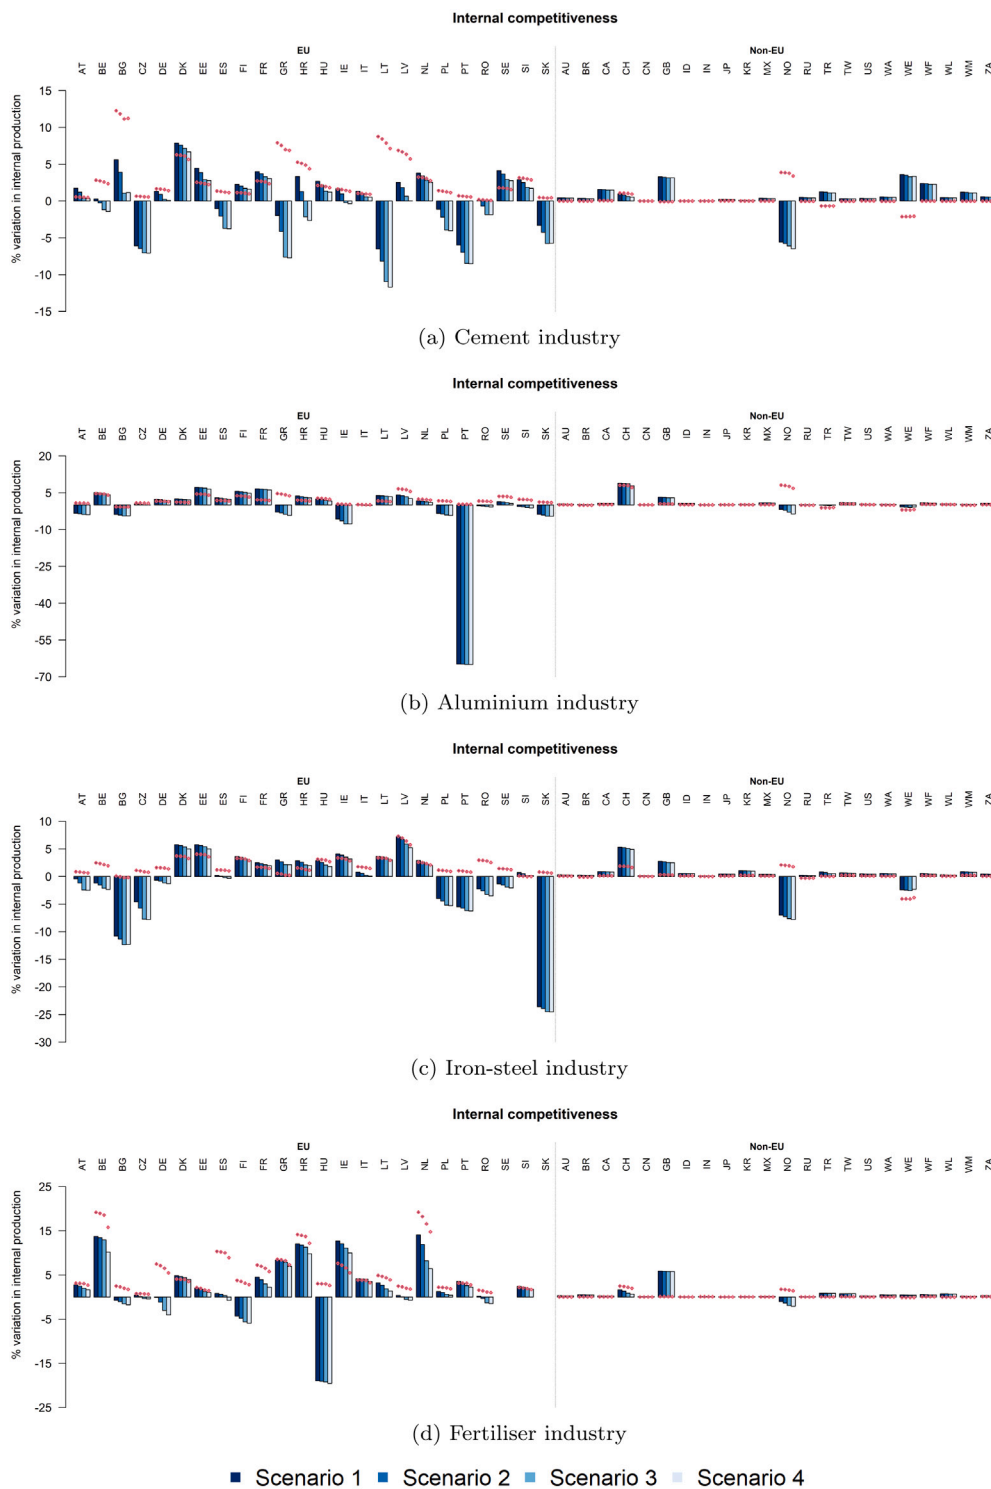 Internal competitiveness
EU Non-EU
AT BE BG CZ DE DK EE ES FI FR GR HR HU IE IT LT LV NL PL PT RO SE SI SK AU BR CA CH CN GB ID IN JP KR MX NO RU TR TW US WA WE WF WL WM ZA
% variation in internal production
15
10
5
0
-5
-10
-15
(a) Cement industry
Internal competitiveness
EU Non-EU
AT BE BG CZ DE DK EE ES FI FR GR HR HU IE IT LT LV NL PL PT RO SE SI SK AU BR CA CH CN GB ID IN JP KR MX NO RU TR TW US WA WE WF WL WM ZA
% variation in internal production
20
5
-10
-25
-40
-55
-70
(b) Aluminium industry
Internal competitiveness
EU Non-EU
AT BE BG CZ DE DK EE ES FI FR GR HR HU IE IT LT LV NL PL PT RO SE SI SK AU BR CA CH CN GB ID IN JP KR MX NO RU TR TW US WA WE WF WL WM ZA
% variation in internal production
10
5
0
-5
-10
-15
-20
-25
-30
(c) Iron-steel industry
Internal competitiveness
EU Non-EU
AT BE BG CZ DE DK EE ES FI FR GR HR HU IE IT LT LV NL PL PT RO SE SI SK AU BR CA CH CN GB ID IN JP KR MX NO RU TR TW US WA WE WF WL WM ZA
% variation in internal production
25
15
5
-5
-15
-25
(d) Fertiliser industry
Scenario 1 Scenario 2 Scenario 3 Scenario 4